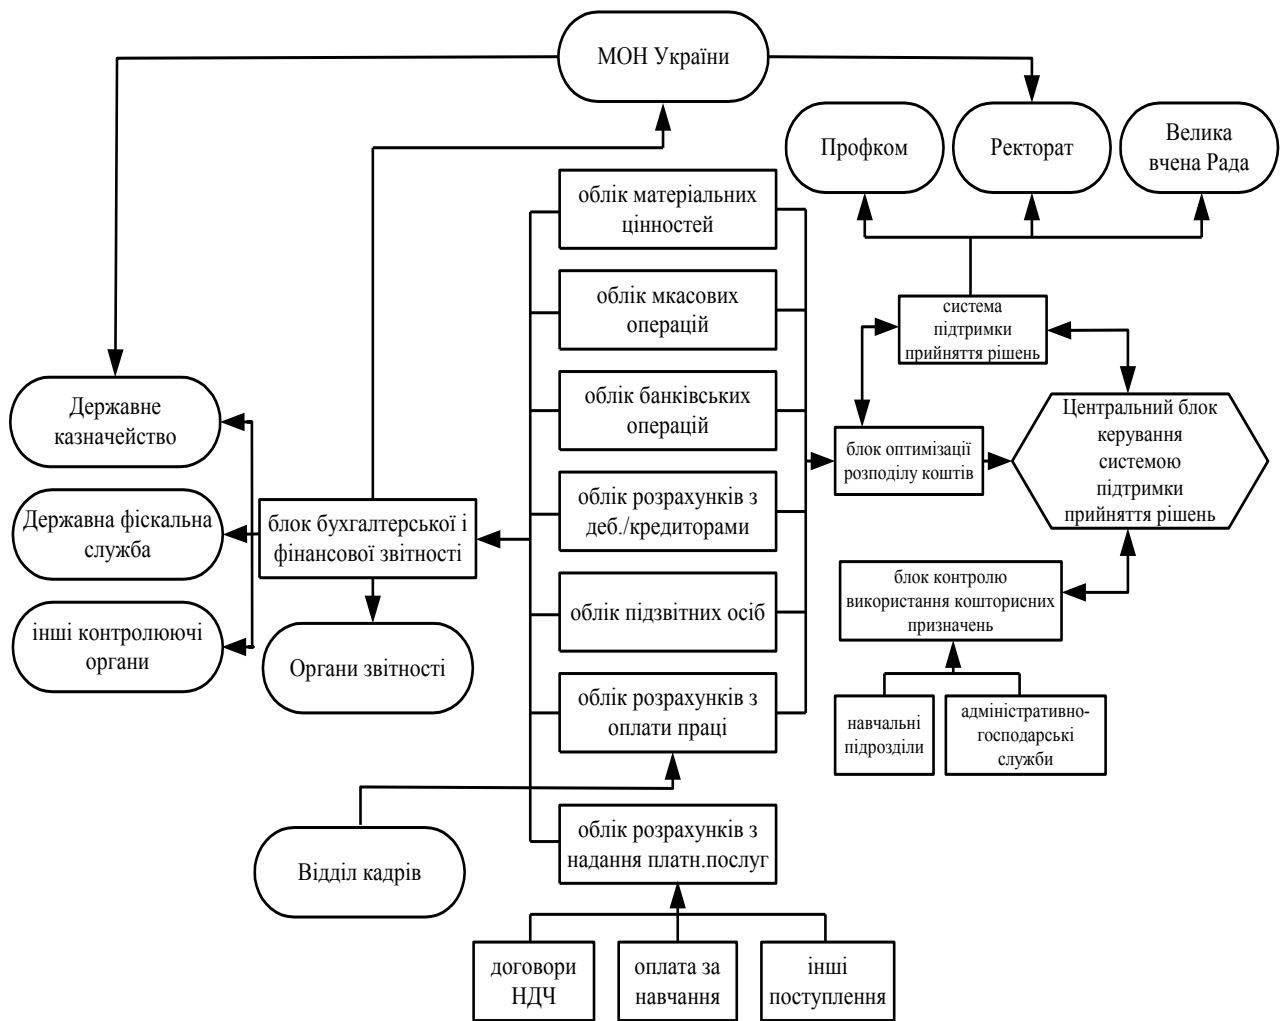 МОН України
Профком
Ректорат
Велика
вчена Рада
облік матеріальних
цінностей
облік мкасових
операцій
облік банківських
операцій
облік розрахунків з
деб./кредиторами
облік підзвітних осіб
облік розрахунків з
оплати праці
облік розрахунків з
надання платн.послуг
система
підтримки
прийняття рішень
блок оптимізації
розподілу коштів
Центральний блок
керування
системою
підтримки
прийняття рішень
блок контролю
використання кошторисних
призначень
навчальні
підрозділи
адміністративно-
господарські
служби
Державне
казначейство
Державна фіскальна
служба
інші контролюючі
органи
блок бухгалтерської і
фінансової звітності
Органи звітності
Відділ кадрів
договори
НДЧ
оплата за
навчання
інші
поступлення